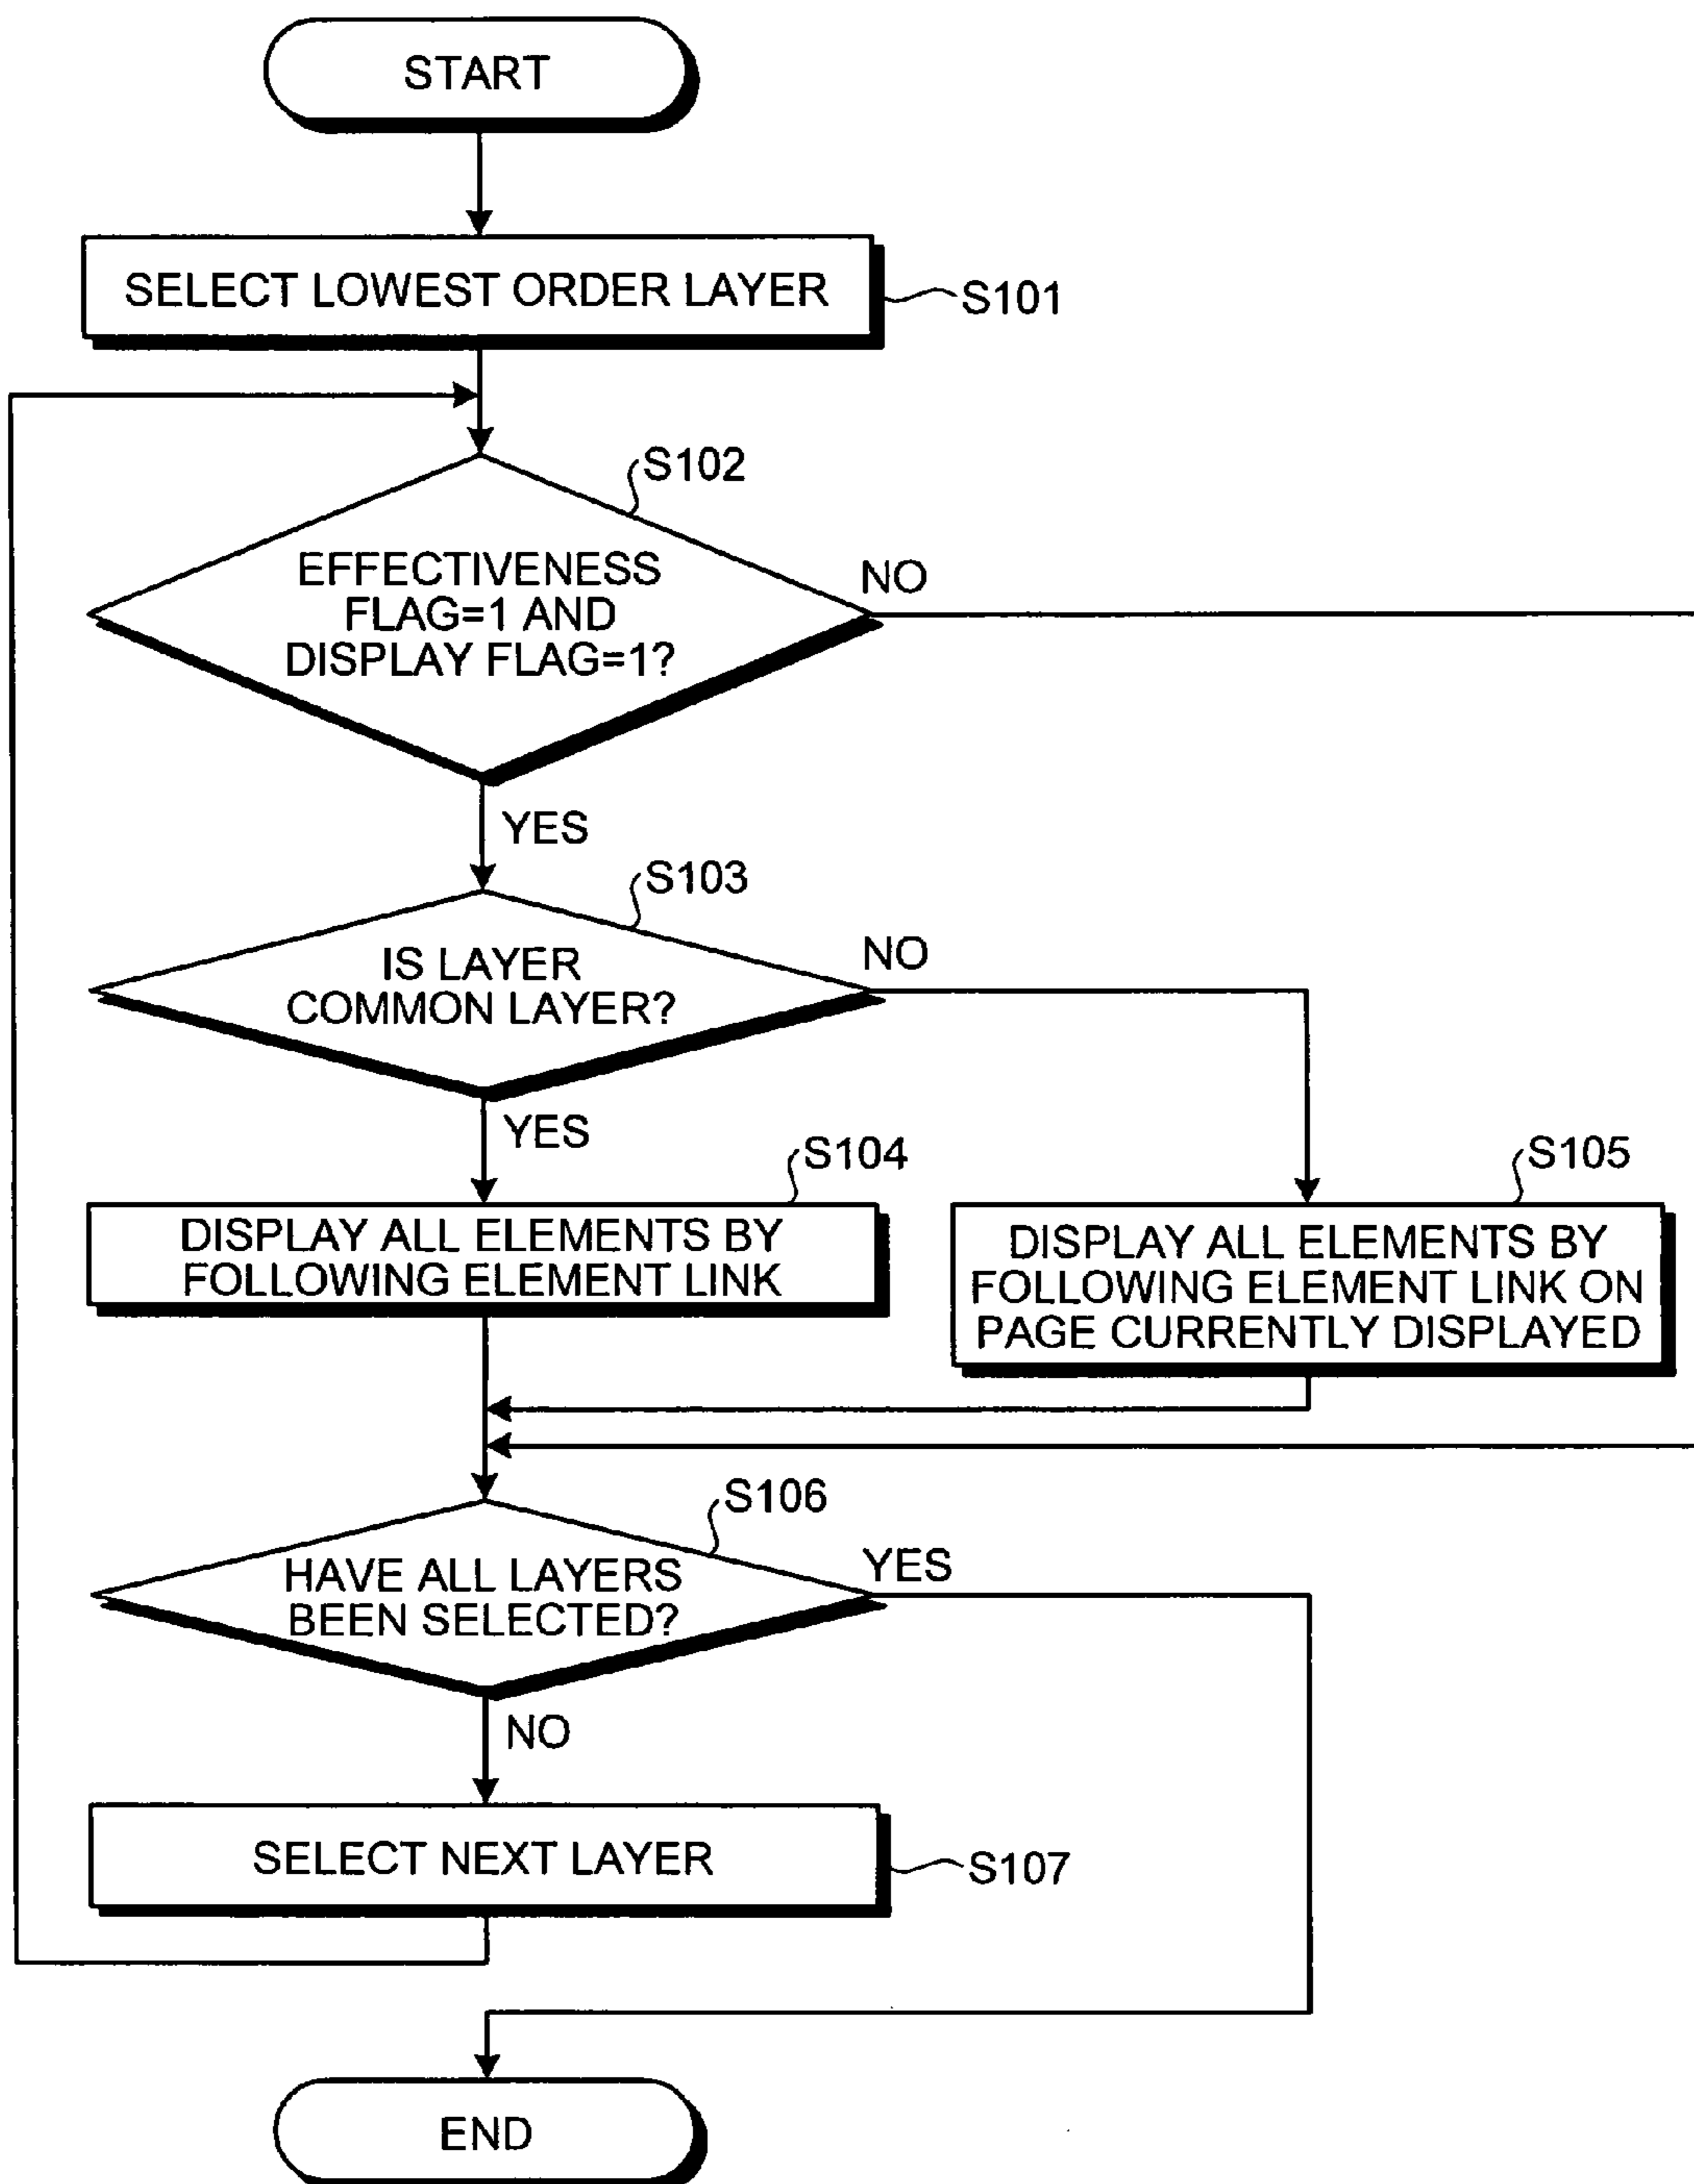 START
SELECT LOWEST ORDER LAYER
S101
S102
EFFECTIVENESS
FLAG=1 AND
DISPLAY FLAG=1?
NO
YES
S103
IS LAYER
COMMON LAYER?
NO
YES
S104
DISPLAY ALL ELEMENTS BY
FOLLOWING ELEMENT LINK
S105
DISPLAY ALL ELEMENTS BY
FOLLOWING ELEMENT LINK ON
PAGE CURRENTLY DISPLAYED
S106
HAVE ALL LAYERS
BEEN SELECTED?
YES
NO
SELECT NEXT LAYER
S107
END